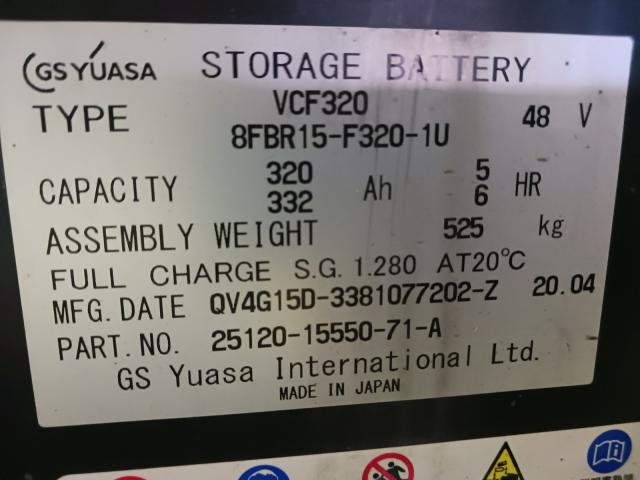 GS YUASA STORAGE BATTERY
TYPE VCF320 48 V
8FBR15-F320-1U
CAPACITY 320 Ah 5 HR
332 6
ASSEMBLY WEIGHT 525 kg
FULL CHARGE S.G. 1.280 AT20°C
MFG. DATE QV4G15D-3381077202-Z 20.04
PART. NO. 25120-15550-71-A
GS Yuasa International Ltd.
MADE IN JAPAN